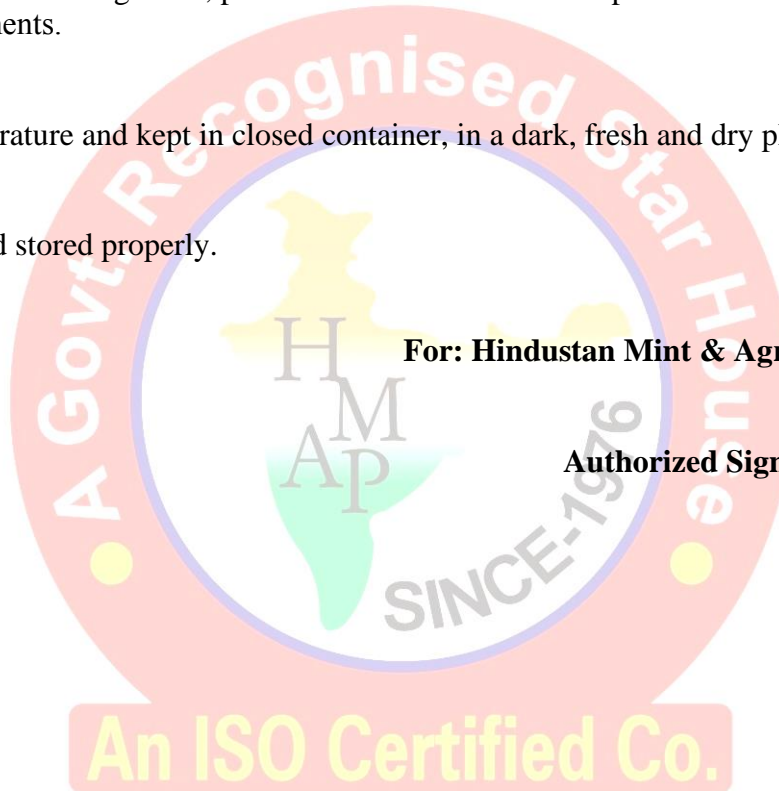 nents.
rature and kept in closed container, in a dark, fresh and dry pl
d stored properly.
For: Hindustan Mint & Agr
Authorized Sign
A Govt. Recognised Star House
H
M
AP
SINCE-1976
An ISO Certified Co.